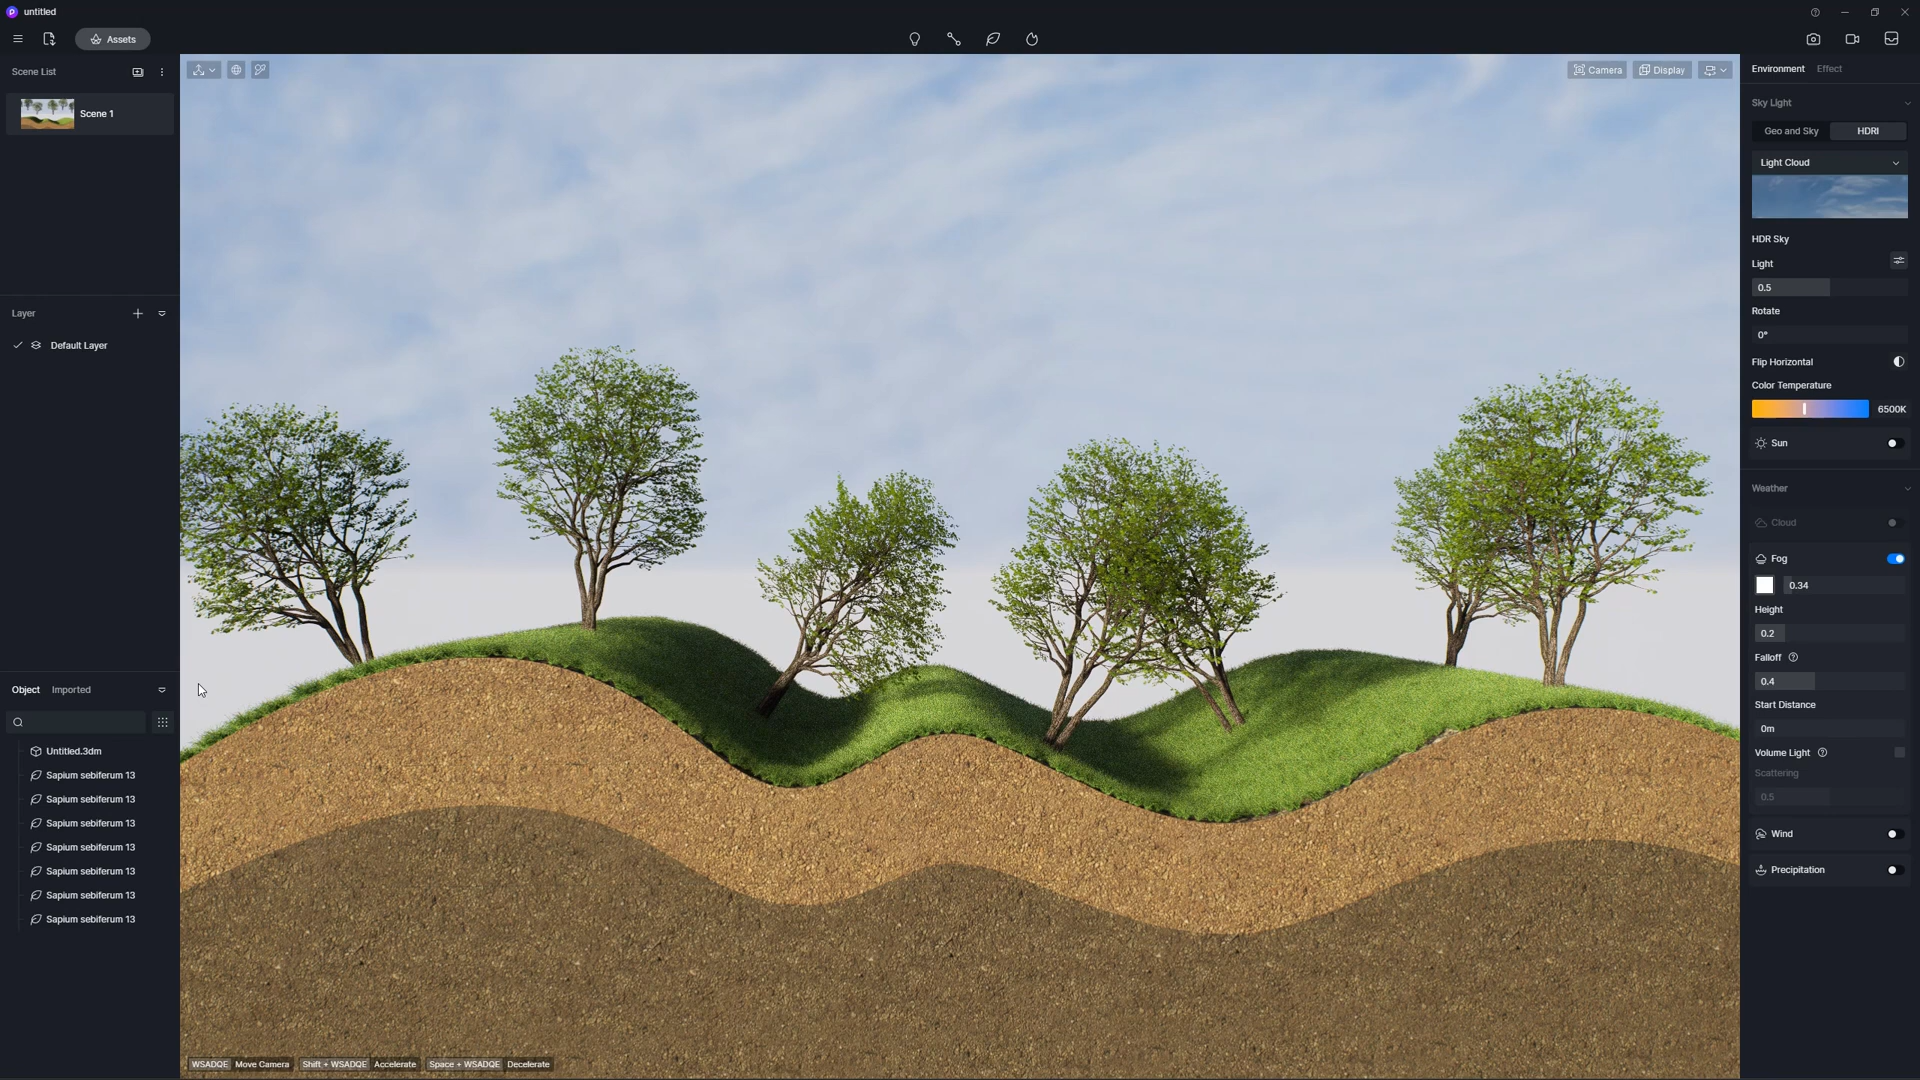 untitled
Assets
Scene List
Scene 1
Layer
Default Layer
Object Imported
Untitled.3dm
Sapium sebiferum 13
Sapium sebiferum 13
Sapium sebiferum 13
Sapium sebiferum 13
Sapium sebiferum 13
Sapium sebiferum 13
Sapium sebiferum 13
Camera Display
WSADQE Move Camera Shift + WSADQE Accelerate Space + WSADQE Decelerate
Environment Effect
Sky Light
Geo and Sky HDRI
Light Cloud
HDR Sky
Light
0.5
Rotate
0°
Flip Horizontal
Color Temperature
6500K
Sun
Weather
Cloud
Fog
0.34
Height
0.2
Falloff
0.4
Start Distance
0m
Volume Light
Scattering
0.5
Wind
Precipitation